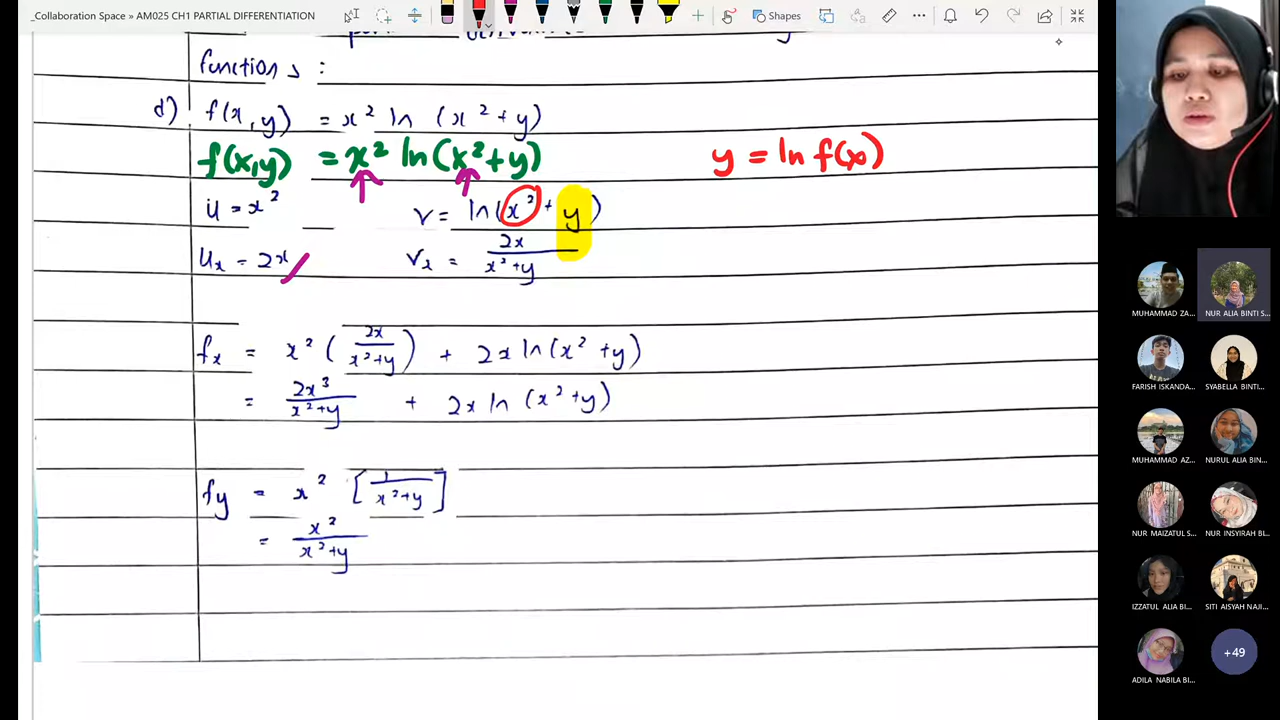 _Collaboration Space » AM025 CH1 PARTIAL DIFFERENTIATION
Shapes
functions :
d) f(x,y) = x² ln (x² + y)
f(x,y) = x² ln(x²+y)
y = ln f(x)
u = x²
v = ln(x² + y)
uₓ = 2x
vₓ = 2x/(x²+y)
fₓ = x² (2x/(x²+y)) + 2x ln(x² + y)
= 2x³/(x²+y) + 2x ln (x²+y)
fy = x² [1/(x²+y)]
= x²/(x²+y)
MUHAMMAD ZA...
NUR ALIA BINTI S...
FARISH ISKANDA...
SYABELLA BINTI...
MUHAMMAD AZ...
NURUL ALIA BIN...
NUR MAIZATUL S...
NUR INSYIRAH BI...
IZZATUL ALIA BI...
SITI AISYAH NAJI...
ADILA NABILA BI...
+49